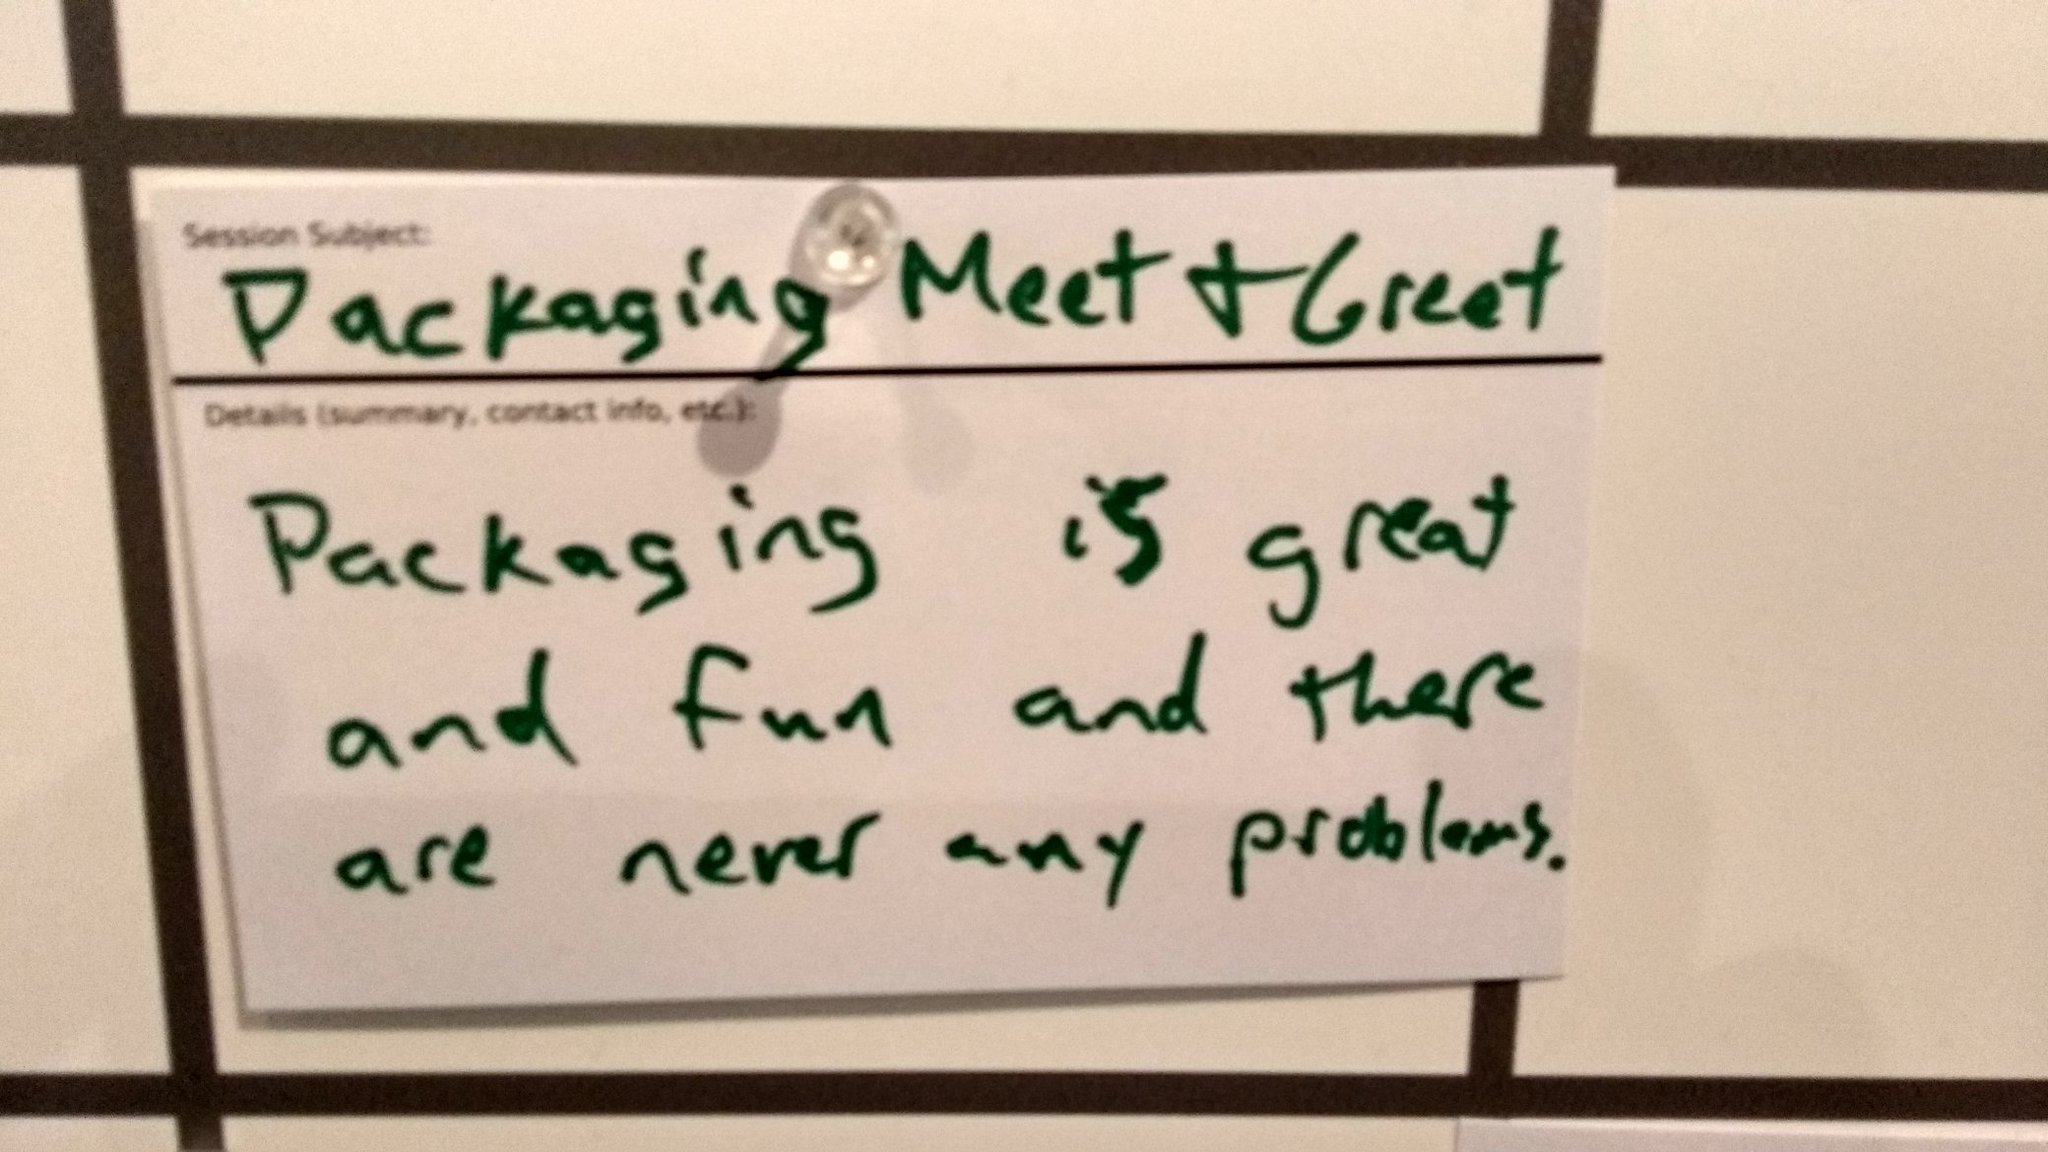 Session Subject:
Packaging Meet + Greet
Details (summary, contact info, etc.):
Packaging is great
and fun and there
are never any problems.